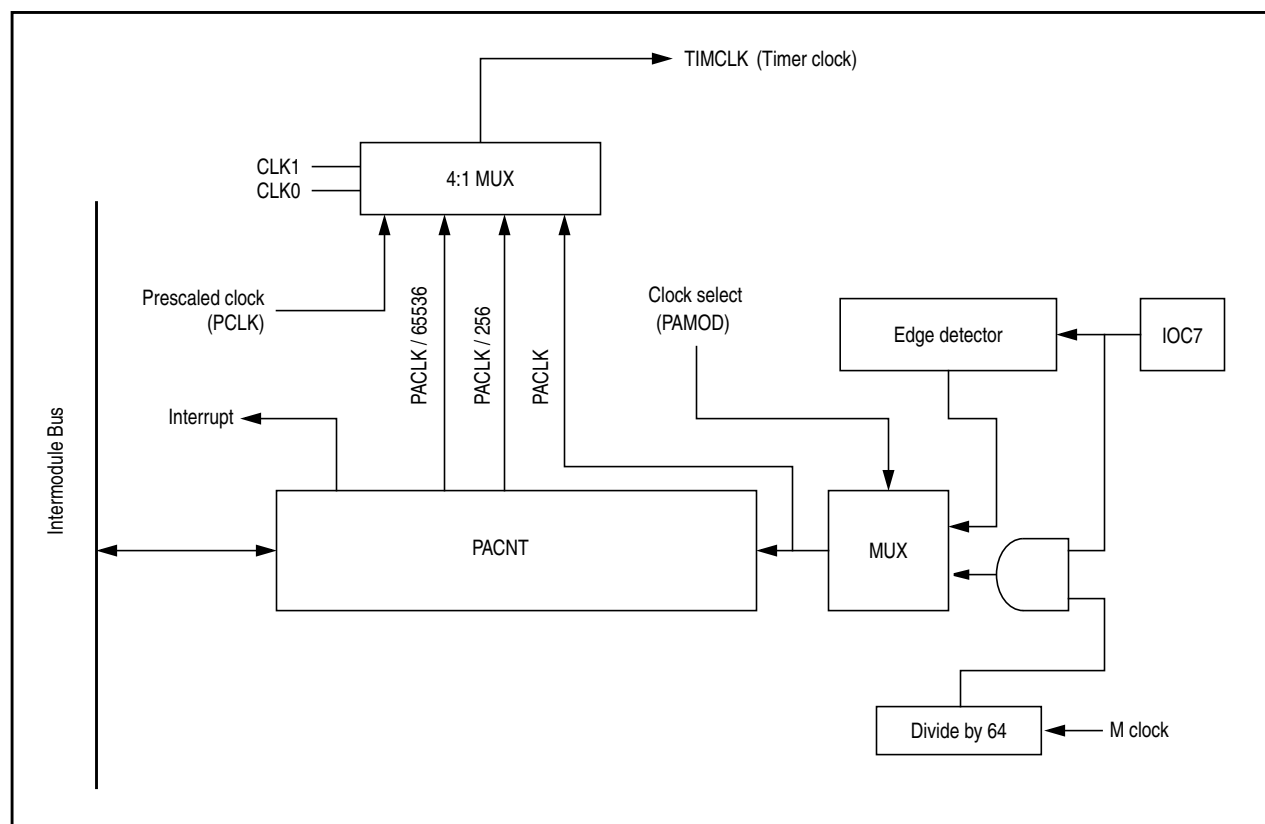 TIMCLK (Timer clock)
CLK1
CLK0
4:1 MUX
Prescaled clock
(PCLK)
PACLK / 65536
PACLK / 256
PACLK
Clock select
(PAMOD)
Edge detector
IOC7
Interrupt
Intermodule Bus
PACNT
MUX
Divide by 64
M clock